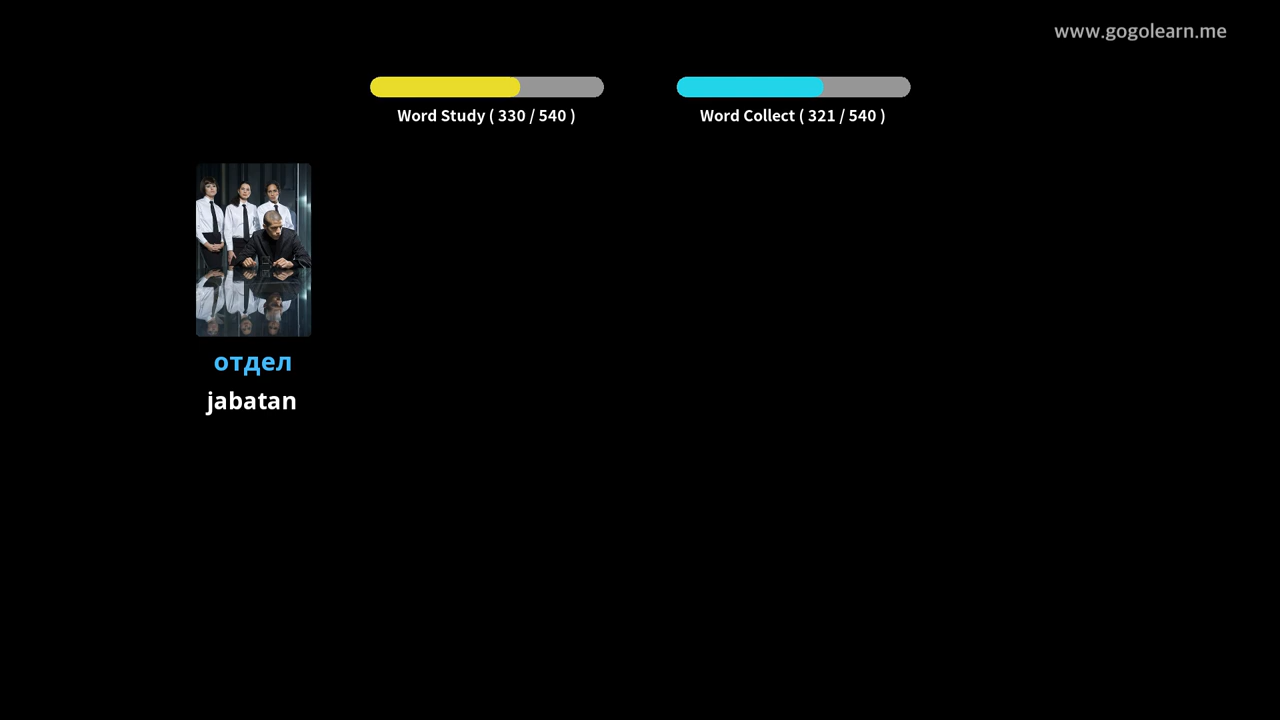 www.gogolearn.me
Word Study ( 330 / 540 )
Word Collect ( 321 / 540 )
отдел
jabatan